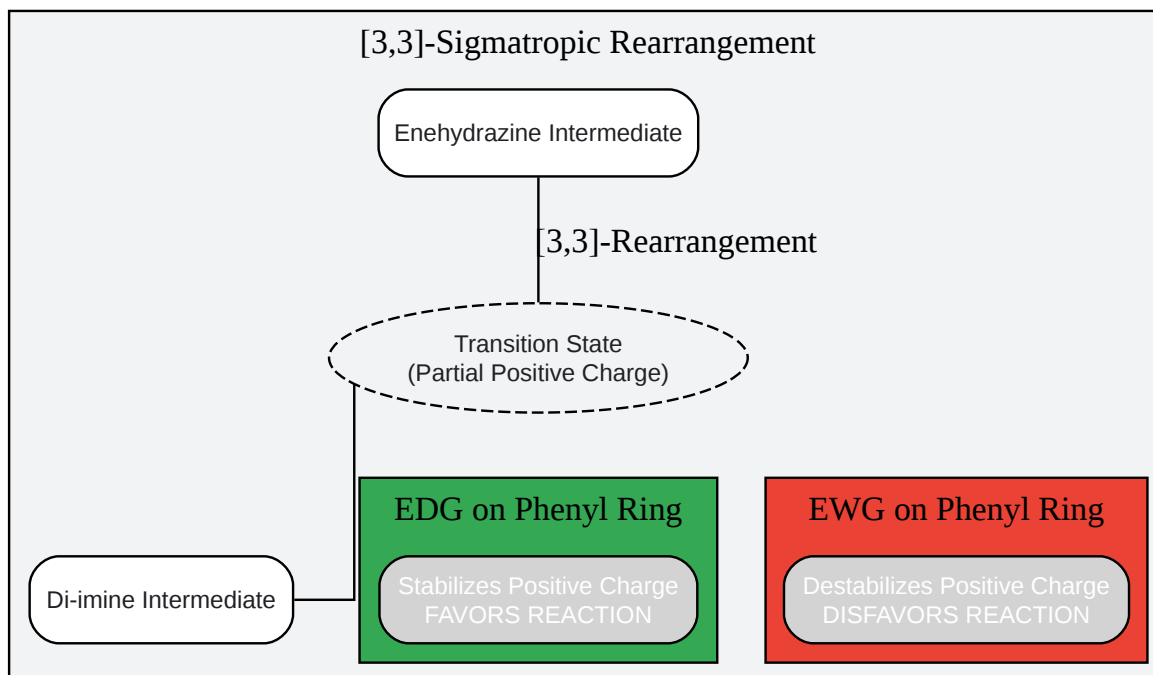 [3,3]-Sigmatropic Rearrangement
Enehydrazine Intermediate
[3,3]-Rearrangement
Transition State
(Partial Positive Charge)
EDG on Phenyl Ring
EWG on Phenyl Ring
Di-imine Intermediate
Stabilizes Positive Charge
FAVORS REACTION
Destabilizes Positive Charge
DISFAVORS REACTION